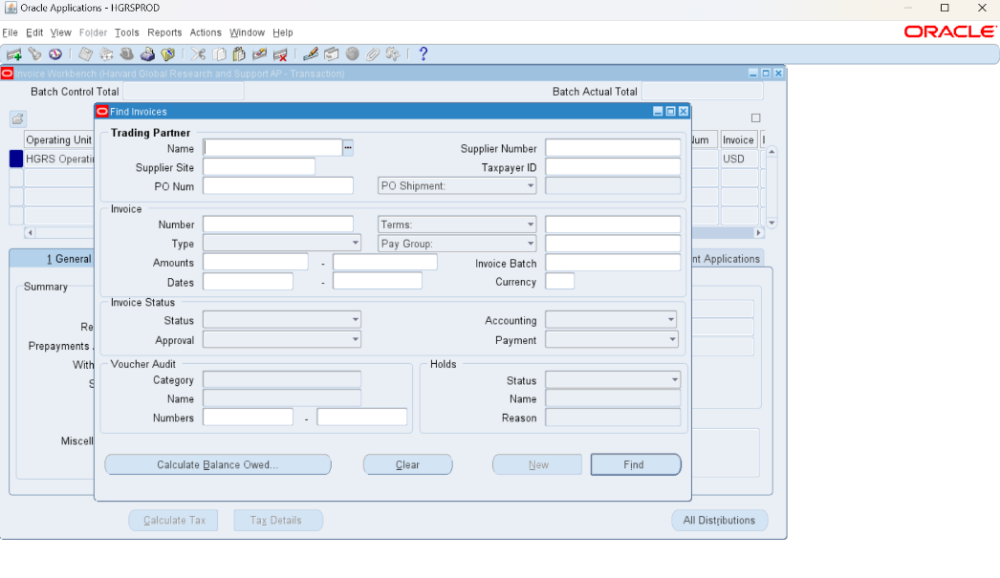 Oracle Applications - HGRSPROD
File Edit View Folder Tools Reports Actions Window Help
ORACLE
Invoice Workbench (Harvard Global Research and Support AP - Transaction)
Batch Control Total
Batch Actual Total
Find Invoices
Trading Partner
Name
Supplier Number
Supplier Site
Taxpayer ID
PO Num
PO Shipment:
Operating Unit
Num
Invoice
HGRS Operati
USD
Invoice
Number
Terms:
Type
Pay Group:
Amounts
-
Invoice Batch
Dates
-
Currency
1 General
nt Applications
Summary
Invoice Status
Status
Accounting
Approval
Payment
Re
Prepayments
With
S
Miscell
Voucher Audit
Category
Name
Numbers
-
Holds
Status
Name
Reason
Calculate Balance Owed...
Clear
New
Find
Calculate Tax
Tax Details
All Distributions